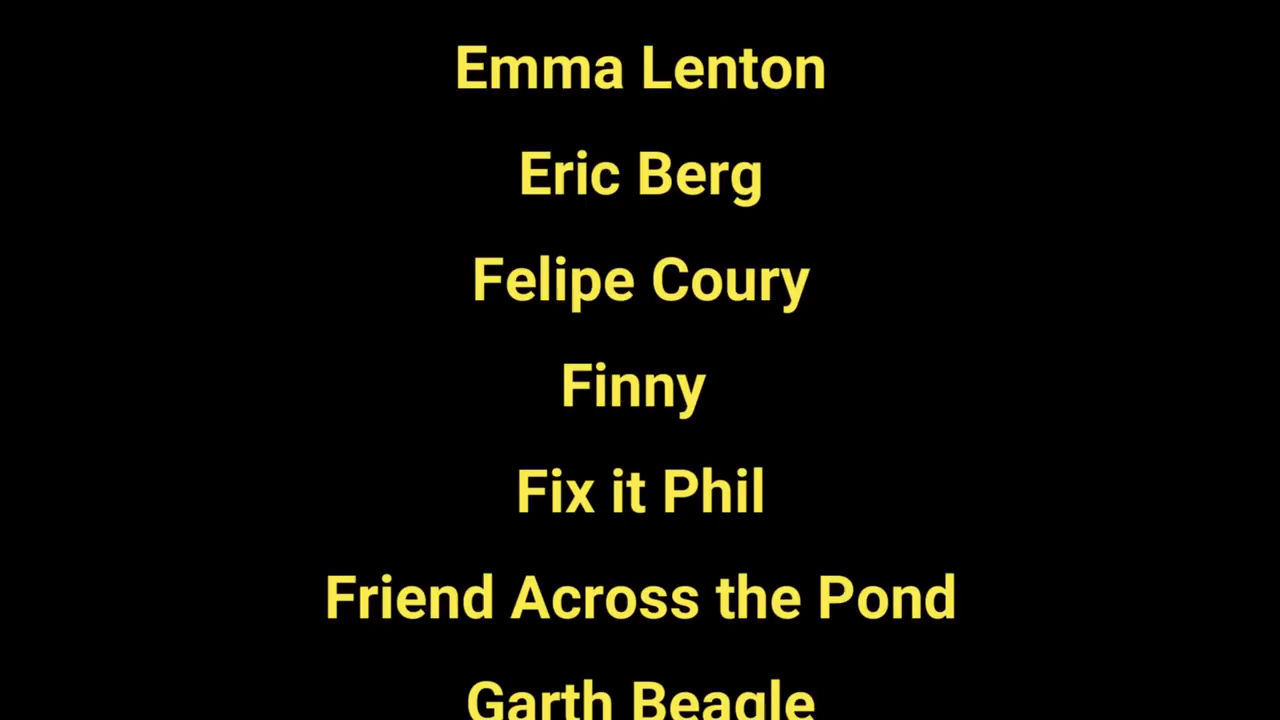 Emma Lenton
Eric Berg
Felipe Coury
Finny
Fix it Phil
Friend Across the Pond
Garth Beagle